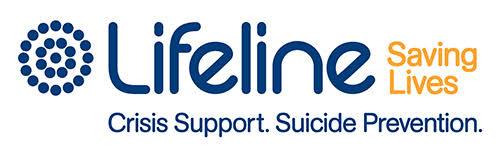 Lifeline
Saving
Lives
Crisis Support. Suicide Prevention.